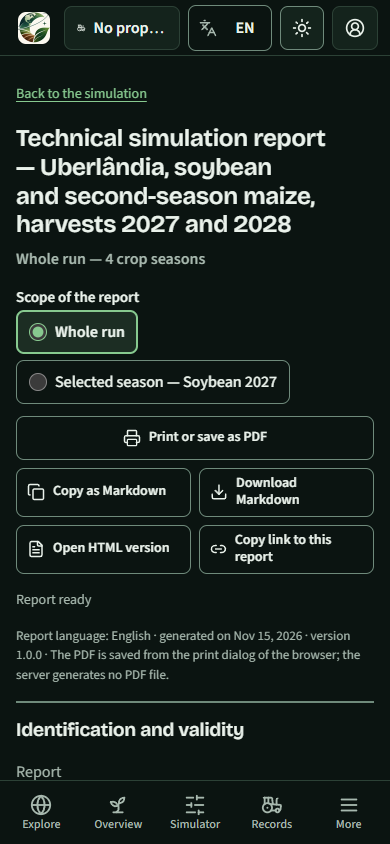 No prop...
EN
Back to the simulation
Technical simulation report
— Uberlândia, soybean
and second-season maize,
harvests 2027 and 2028
Whole run — 4 crop seasons
Scope of the report
Whole run
Selected season — Soybean 2027
Print or save as PDF
Copy as Markdown
Download
Markdown
Open HTML version
Copy link to this
report
Report ready
Report language: English · generated on Nov 15, 2026 · version
1.0.0 · The PDF is saved from the print dialog of the browser; the
server generates no PDF file.
Identification and validity
Report
Explore
Overview
Simulator
Records
More